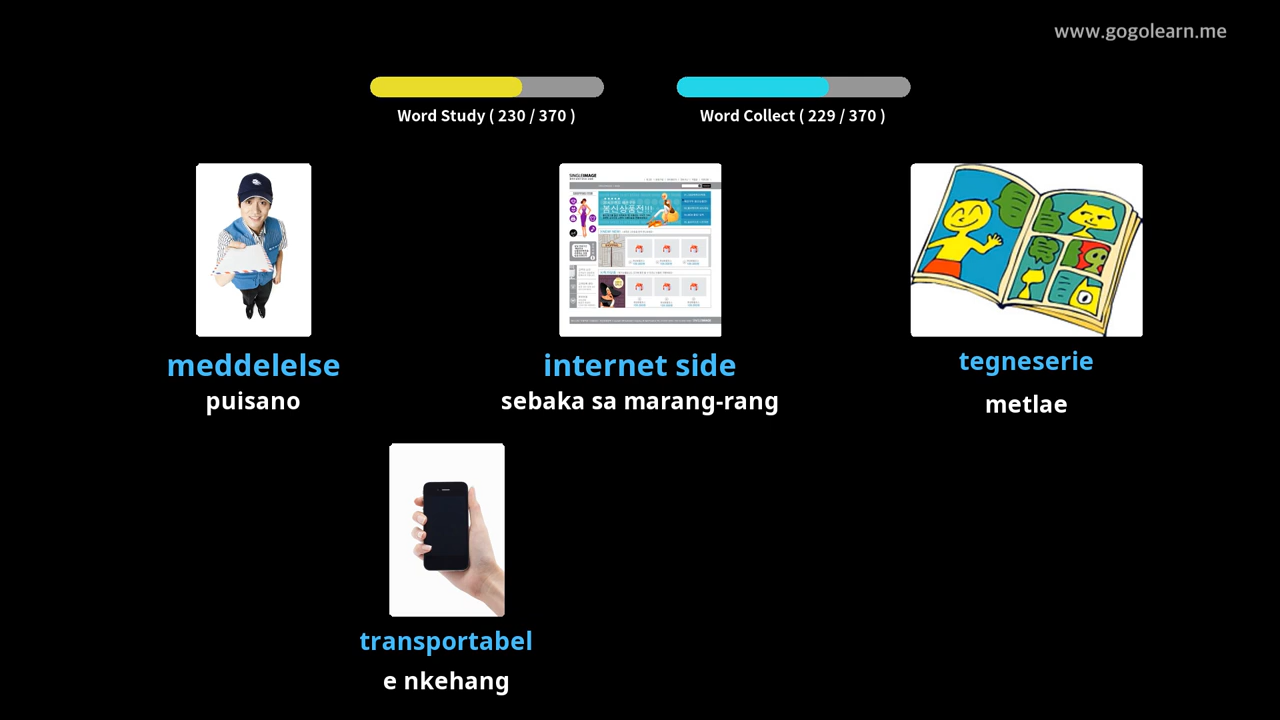 www.gogolearn.me
Word Study ( 230 / 370 )
Word Collect ( 229 / 370 )
meddelelse
puisano
internet side
sebaka sa marang-rang
tegneserie
metlae
transportabel
e nkehang